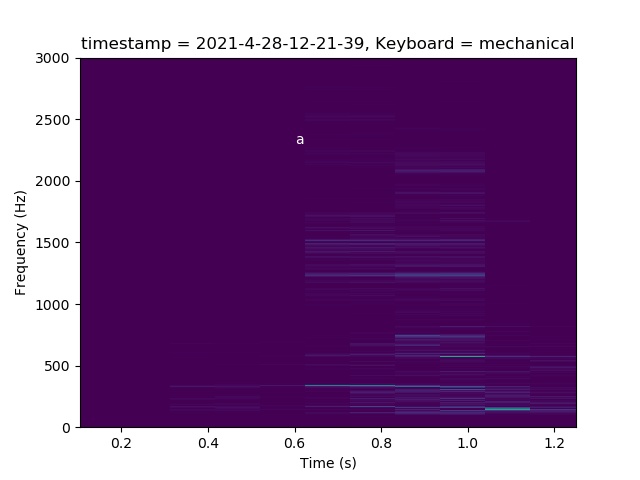 timestamp = 2021-4-28-12-21-39, Keyboard = mechanical
3000
2500
a
2000
1500
1000
500
0
Frequency (Hz)
0.2 0.4 0.6 0.8 1.0 1.2
Time (s)